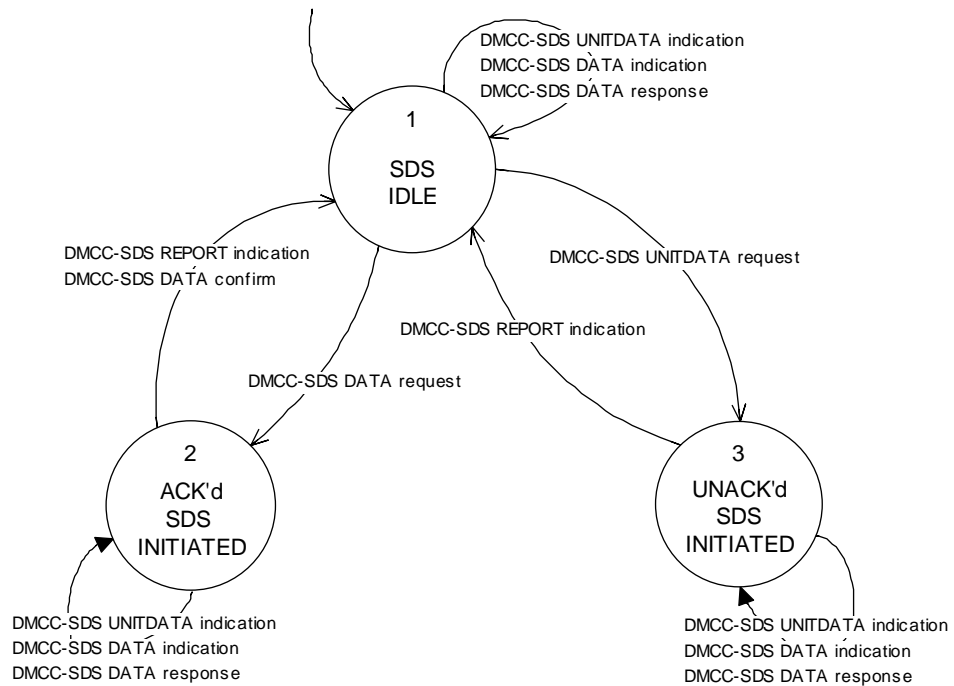 DMCC-SDS UNITDATA indication
DMCC-SDS DATA indication
DMCC-SDS DATA response
1
SDS
IDLE
DMCC-SDS REPORT indication
DMCC-SDS DATA confirm
DMCC-SDS UNITDATA request
DMCC-SDS REPORT indication
DMCC-SDS DATA request
2
ACK'd
SDS
INITIATED
3
UNACK'd
SDS
INITIATED
DMCC-SDS UNITDATA indication
DMCC-SDS DATA indication
DMCC-SDS DATA response
DMCC-SDS UNITDATA indication
DMCC-SDS DATA indication
DMCC-SDS DATA response